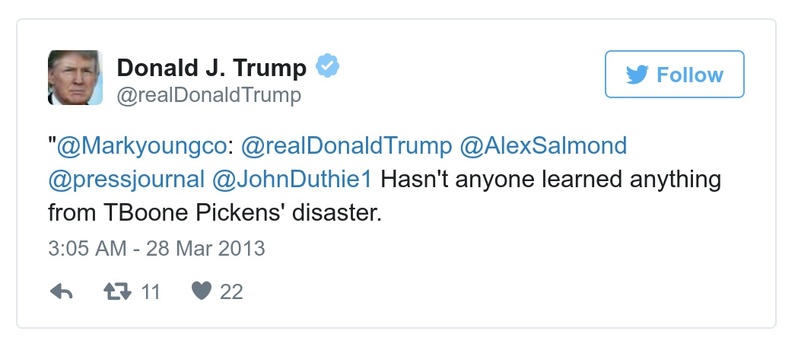 Donald J. Trump
@realDonaldTrump
Follow
"@Markyoungco: @realDonaldTrump @AlexSalmond
@pressjournal @JohnDuthie1 Hasn't anyone learned anything
from TBoone Pickens' disaster.
3:05 AM - 28 Mar 2013
11 22